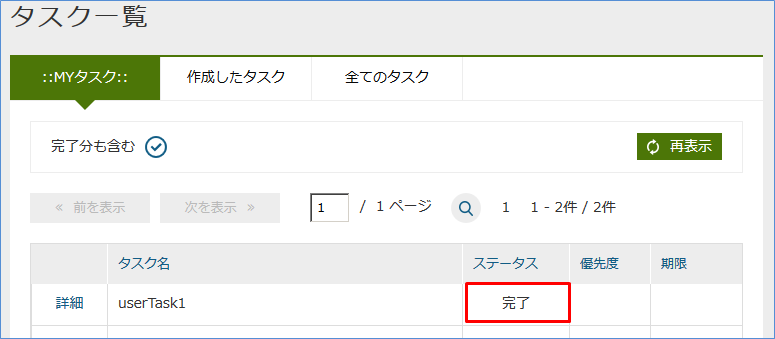 タスク一覧
::MYタスク:: 作成したタスク 全てのタスク
完了分も含む 再表示
« 前を表示 次を表示 » 1 / 1 ページ 1 1 - 2件 / 2件
タスク名 ステータス 優先度 期限
詳細 userTask1 完了